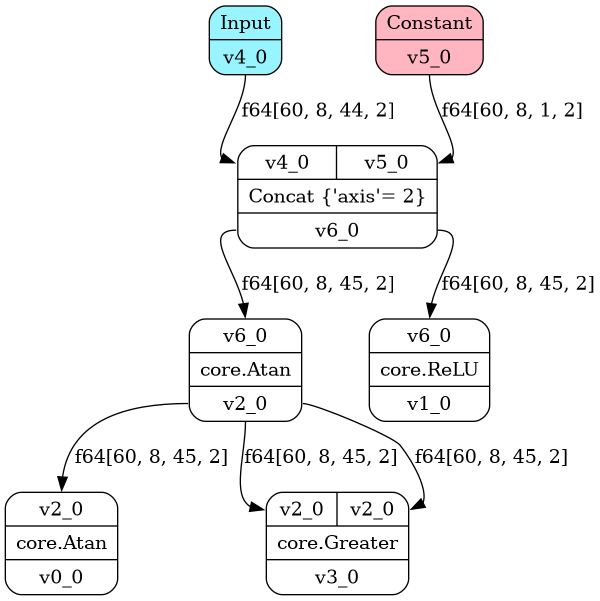 Input
v4_0
Constant
v5_0
f64[60, 8, 44, 2]
f64[60, 8, 1, 2]
v4_0
v5_0
Concat {'axis'= 2}
v6_0
f64[60, 8, 45, 2]
f64[60, 8, 45, 2]
v6_0
core.Atan
v2_0
v6_0
core.ReLU
v1_0
f64[60, 8, 45, 2]
f64[60, 8, 45, 2]
f64[60, 8, 45, 2]
v2_0
core.Atan
v0_0
v2_0
v2_0
core.Greater
v3_0